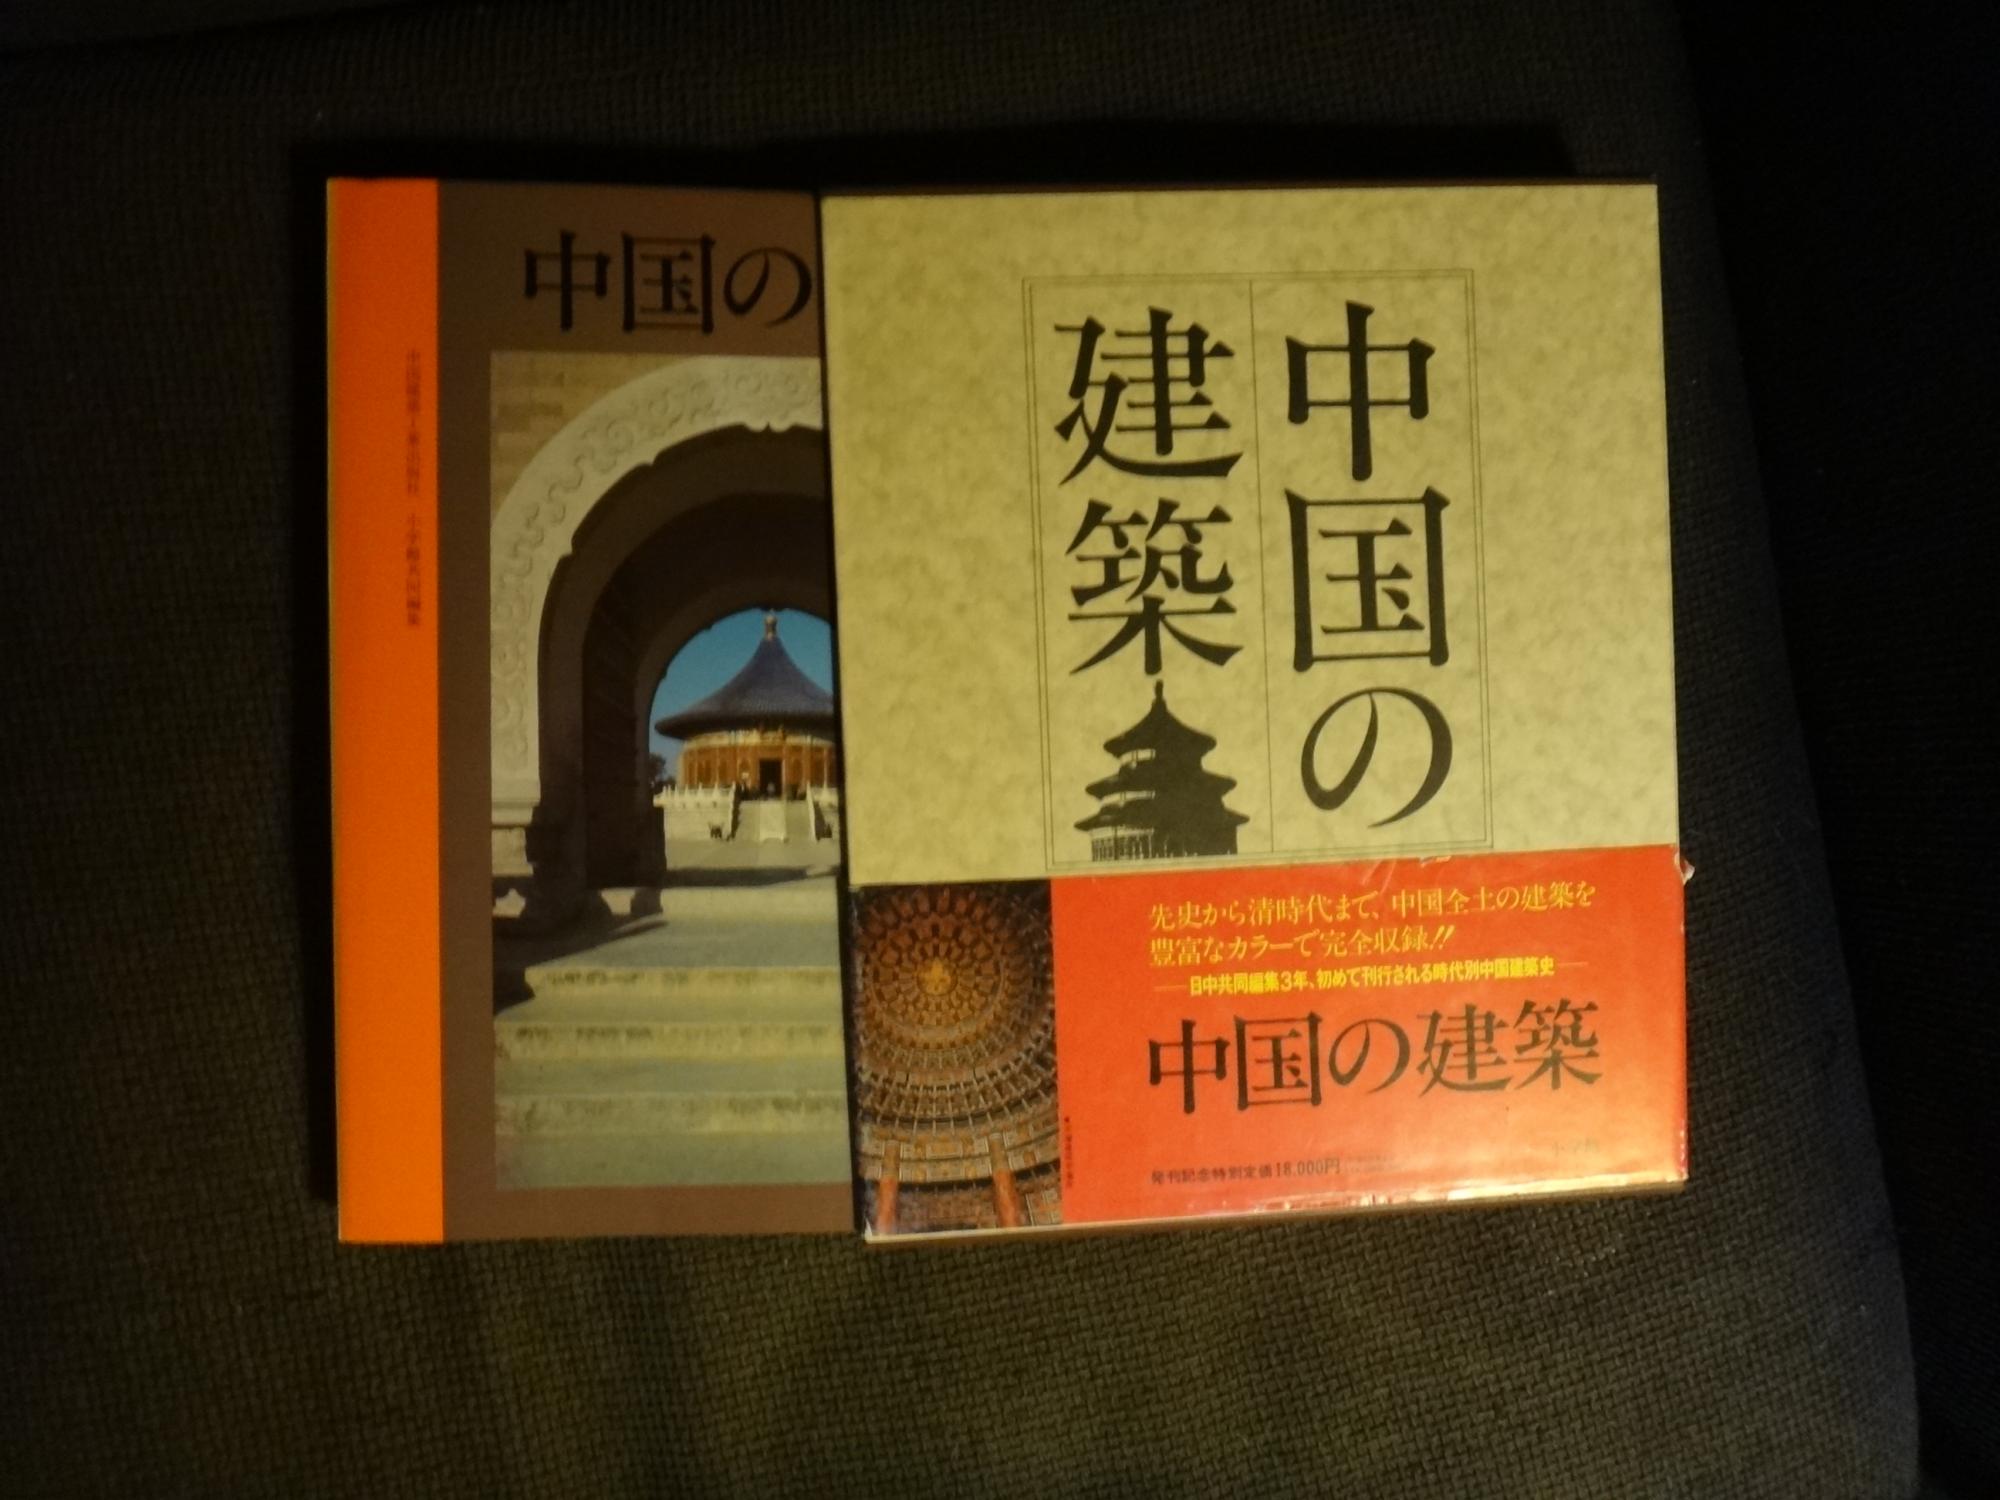 中国の
中国の
建築
先史から清時代まで、中国全土の建築を
豊富なカラーで完全収録!!
日中共同編集3年、初めて刊行される時代別中国建築史
中国の建築
発刊記念特別定価18,000円
小学館